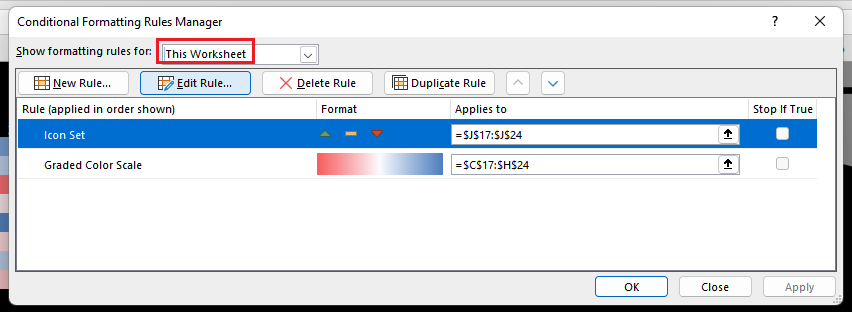 Conditional Formatting Rules Manager
Show formatting rules for: This Worksheet
New Rule... Edit Rule... Delete Rule Duplicate Rule
Rule (applied in order shown) Format Applies to Stop If True
Icon Set =$J$17:$J$24
Graded Color Scale =$C$17:$H$24
OK Close Apply